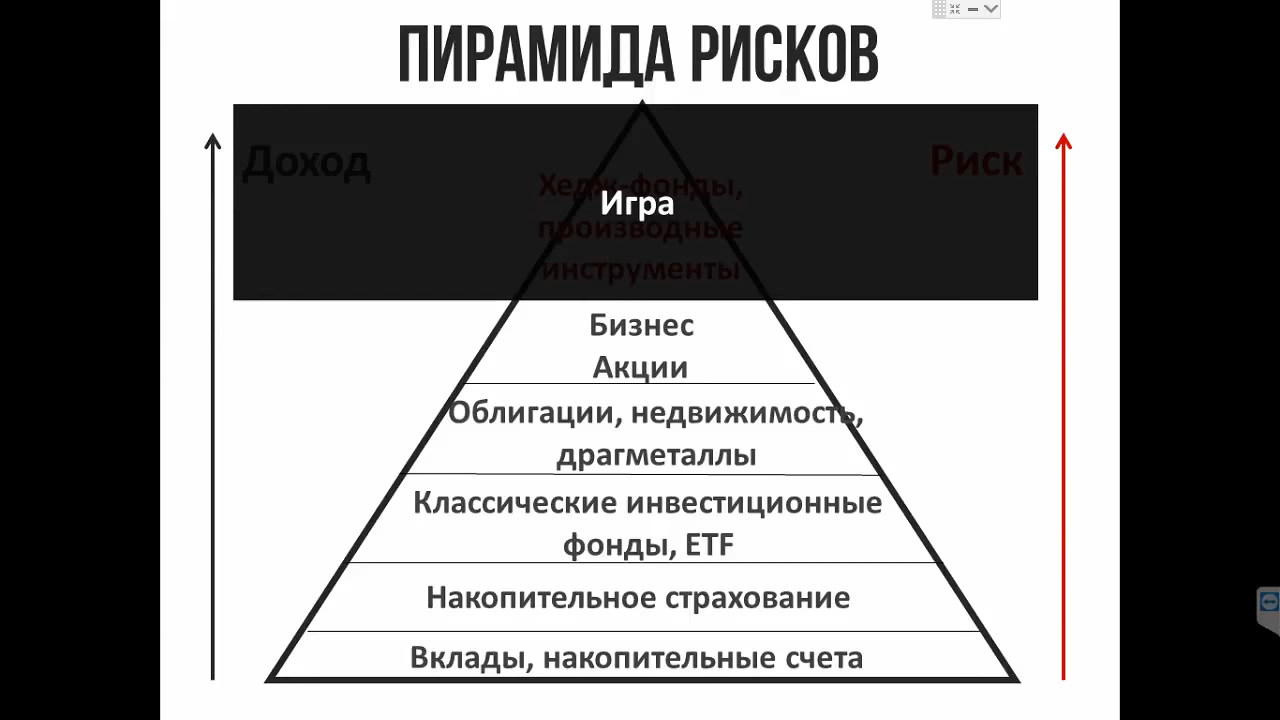 ПИРАМИДА РИСКОВ
Доход
Риск
Хедж-фонды,
Игра
производные
инструменты
Бизнес
Акции
Облигации, недвижимость,
драгметаллы
Классические инвестиционные
фонды, ETF
Накопительное страхование
Вклады, накопительные счета